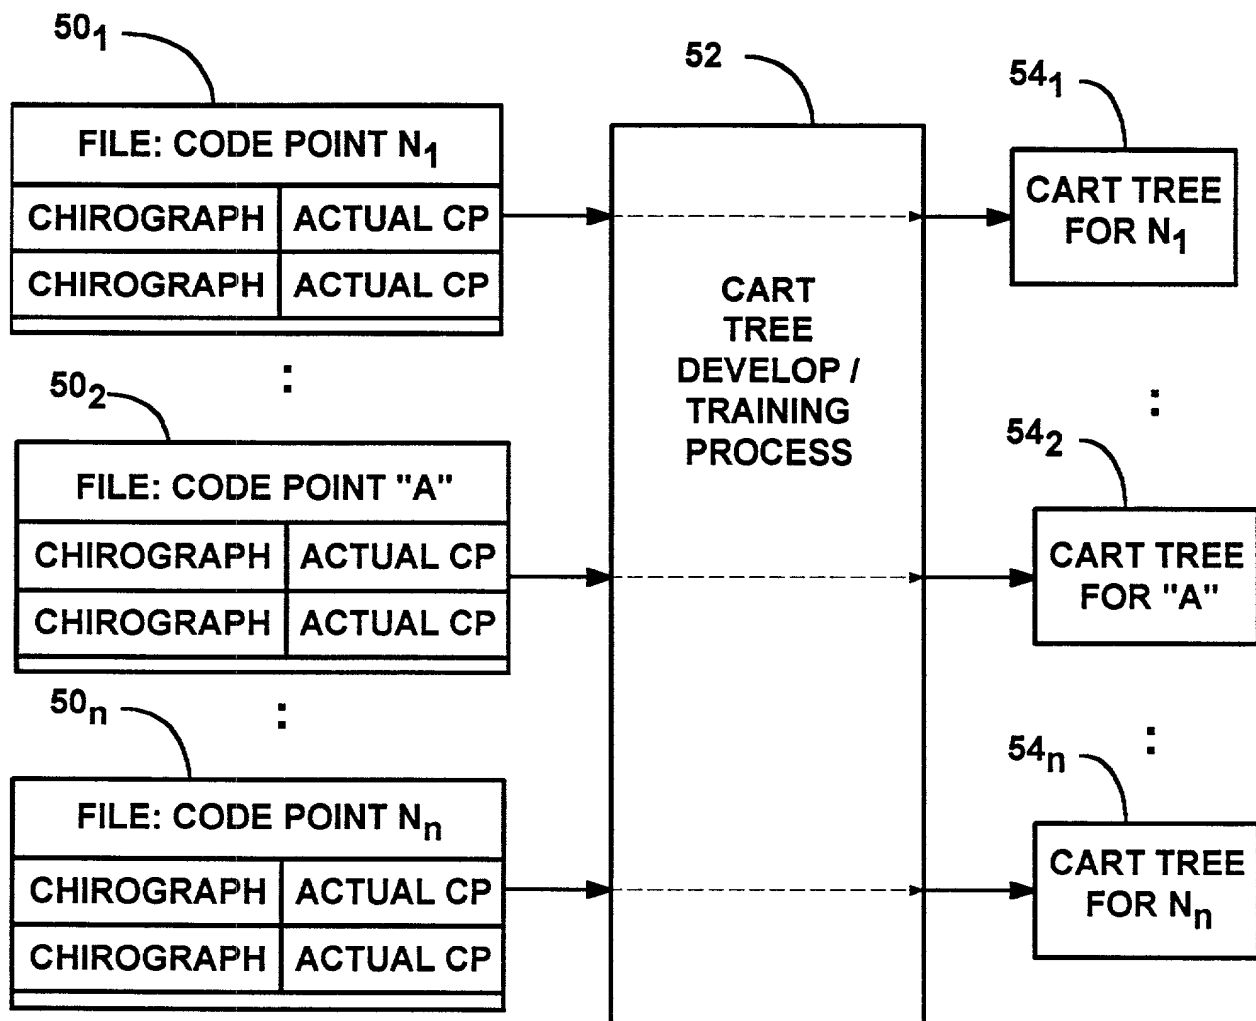 50₁
FILE: CODE POINT N₁
CHIROGRAPH ACTUAL CP
CHIROGRAPH ACTUAL CP
:
50₂
FILE: CODE POINT "A"
CHIROGRAPH ACTUAL CP
CHIROGRAPH ACTUAL CP
:
50ₙ
FILE: CODE POINT Nₙ
CHIROGRAPH ACTUAL CP
CHIROGRAPH ACTUAL CP
52
CART
TREE
DEVELOP /
TRAINING
PROCESS
54₁
CART TREE
FOR N₁
:
54₂
CART TREE
FOR "A"
:
54ₙ
CART TREE
FOR Nₙ